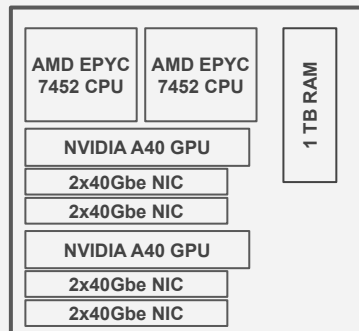 AMD EPYC
7452 CPU
AMD EPYC
7452 CPU
1 TB RAM
NVIDIA A40 GPU
2x40Gbe NIC
2x40Gbe NIC
NVIDIA A40 GPU
2x40Gbe NIC
2x40Gbe NIC